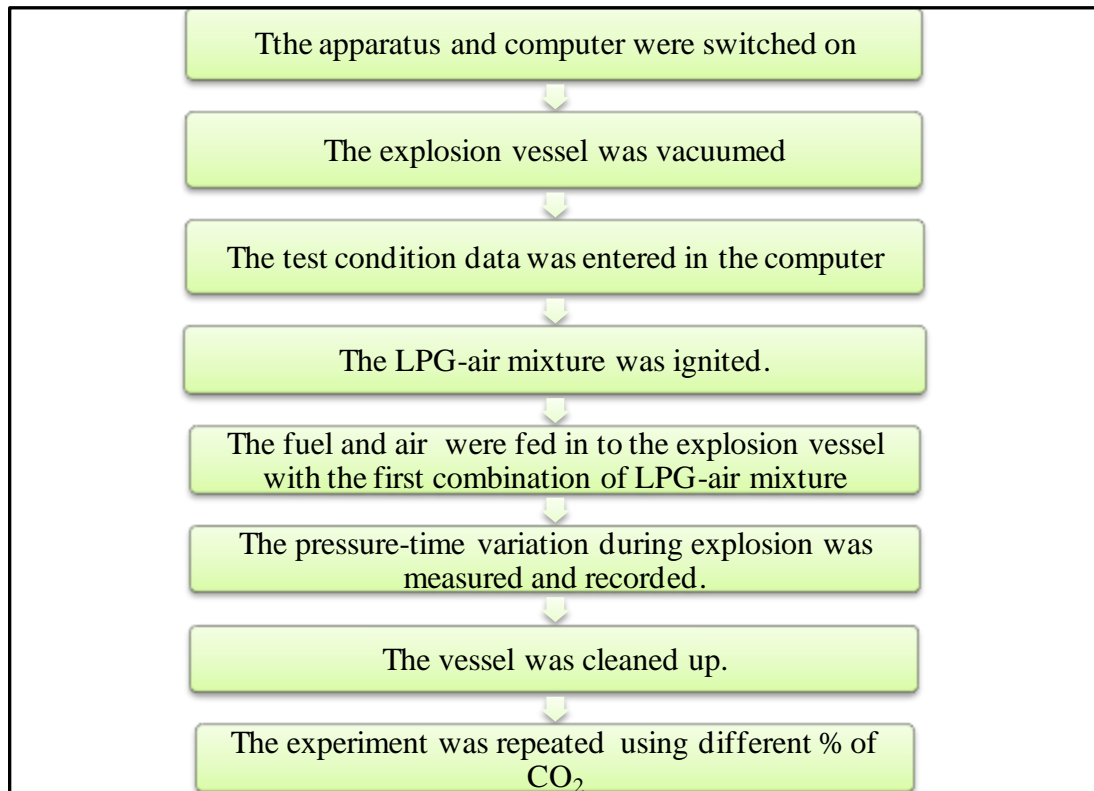 Tthe apparatus and computer were switched on
The explosion vessel was vacuumed
The test condition data was entered in the computer
The LPG-air mixture was ignited.
The fuel and air were fed in to the explosion vessel
with the first combination of LPG-air mixture
The pressure-time variation during explosion was
measured and recorded.
The vessel was cleaned up.
The experiment was repeated using different % of
CO₂